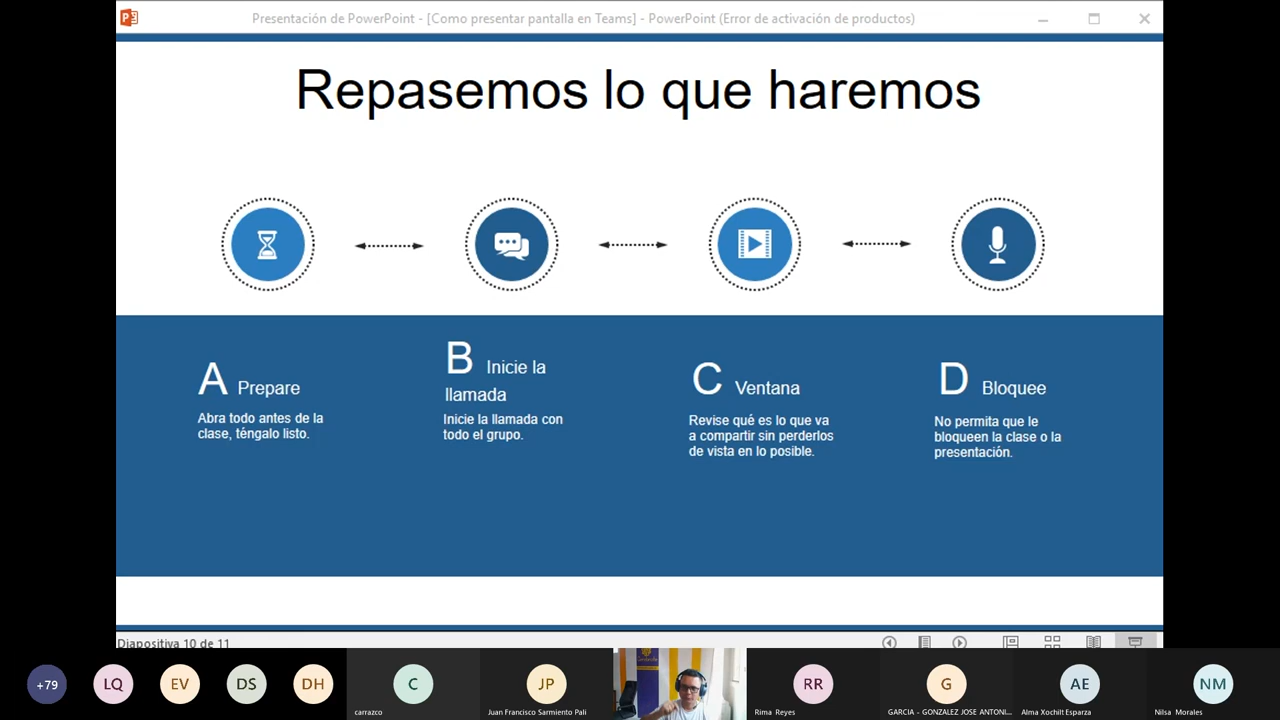 Presentación de PowerPoint - [Como presentar pantalla en Teams] - PowerPoint (Error de activación de productos)
Repasemos lo que haremos
A Prepare
Abra todo antes de la
clase, téngalo listo.
B Inicie la
llamada
Inicie la llamada con
todo el grupo.
C Ventana
Revise qué es lo que va
a compartir sin perderlos
de vista en lo posible.
D Bloquee
No permita que le
bloqueen la clase o la
presentación.
Diapositiva 10 de 11
+79
LQ
EV
DS
DH
C
carrazco
JP
Juan Francisco Sarmiento Pali
RR
Rima Reyes
G
GARCIA - GONZALEZ JOSE ANTONI...
AE
Alma Xochilt Esparza
NM
Nilsa Morales